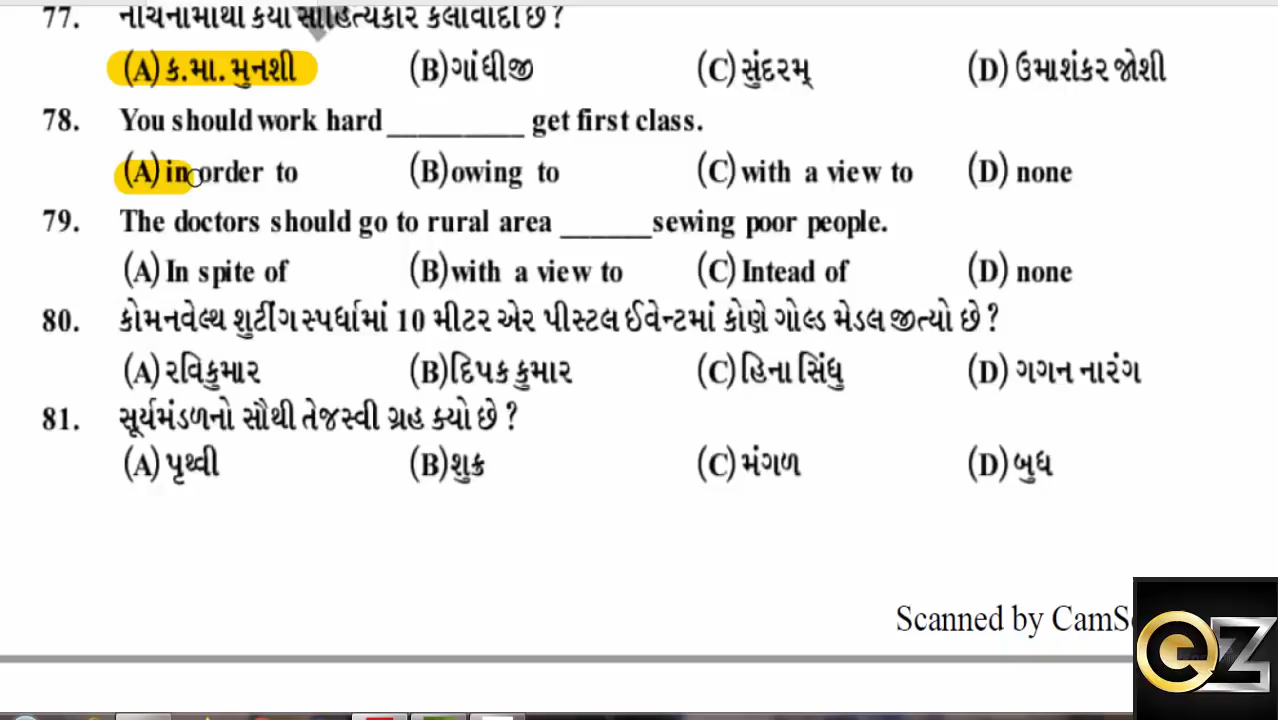 77. નીચેનામાંથી કયા સાહિત્યકાર કલાવાદી છે ?
(A) ક.મા. મુનશી (B) ગાંધીજી (C) સુંદરમ્ (D) ઉમાશંકર જોશી
78. You should work hard __________ get first class.
(A) in order to (B) owing to (C) with a view to (D) none
79. The doctors should go to rural area ______ sewing poor people.
(A) In spite of (B) with a view to (C) Intead of (D) none
80. કોમનવેલ્થ શુટીંગ સ્પર્ધામાં 10 મીટર એર પીસ્ટલ ઈવેન્ટમાં કોણે ગોલ્ડ મેડલ જીત્યો છે ?
(A) રવિકુમાર (B) દિપક કુમાર (C) હિના સિંધુ (D) ગગન નારંગ
81. સૂર્યમંડળનો સૌથી તેજસ્વી ગ્રહ ક્યો છે ?
(A) પૃથ્વી (B) શુક્ર (C) મંગળ (D) બુધ
Scanned by CamSc
eZ